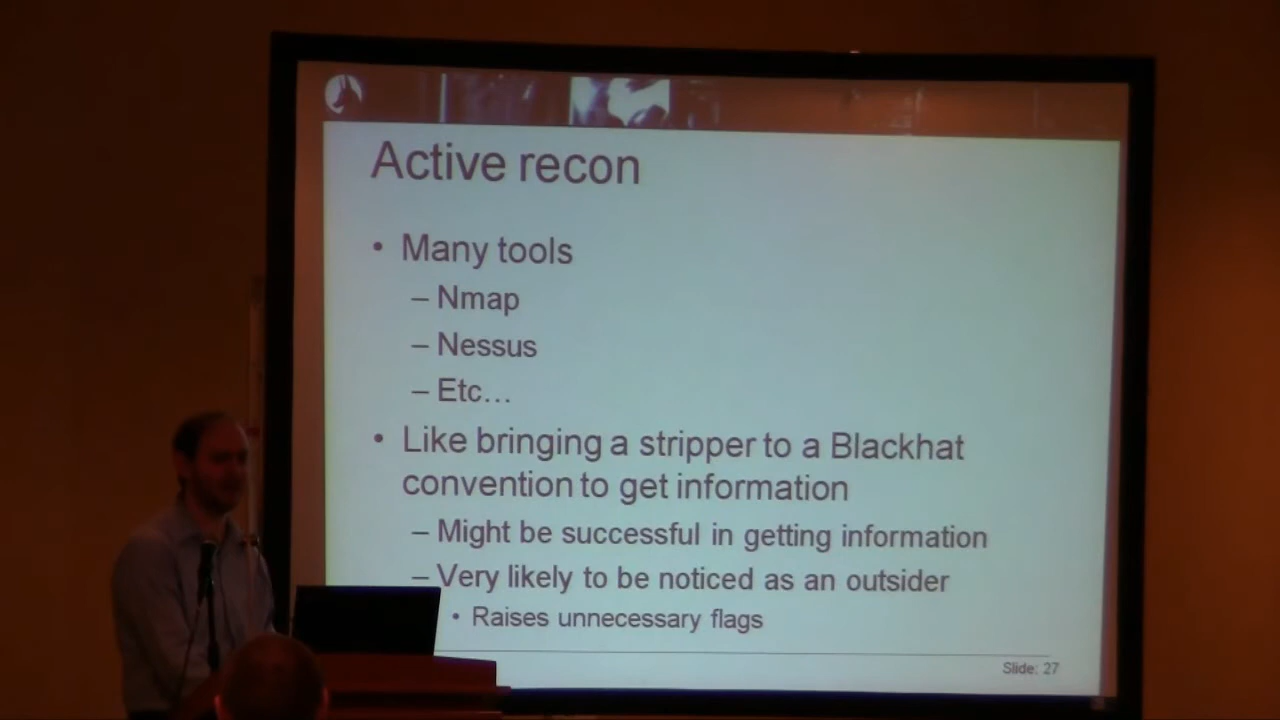 Active recon
• Many tools
– Nmap
– Nessus
– Etc…
• Like bringing a stripper to a Blackhat
convention to get information
– Might be successful in getting information
– Very likely to be noticed as an outsider
• Raises unnecessary flags
Slide: 27